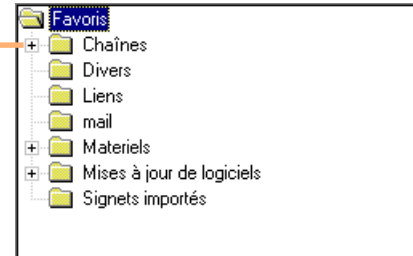 Favoris
Chaînes
Divers
Liens
mail
Materiels
Mises à jour de logiciels
Signets importés